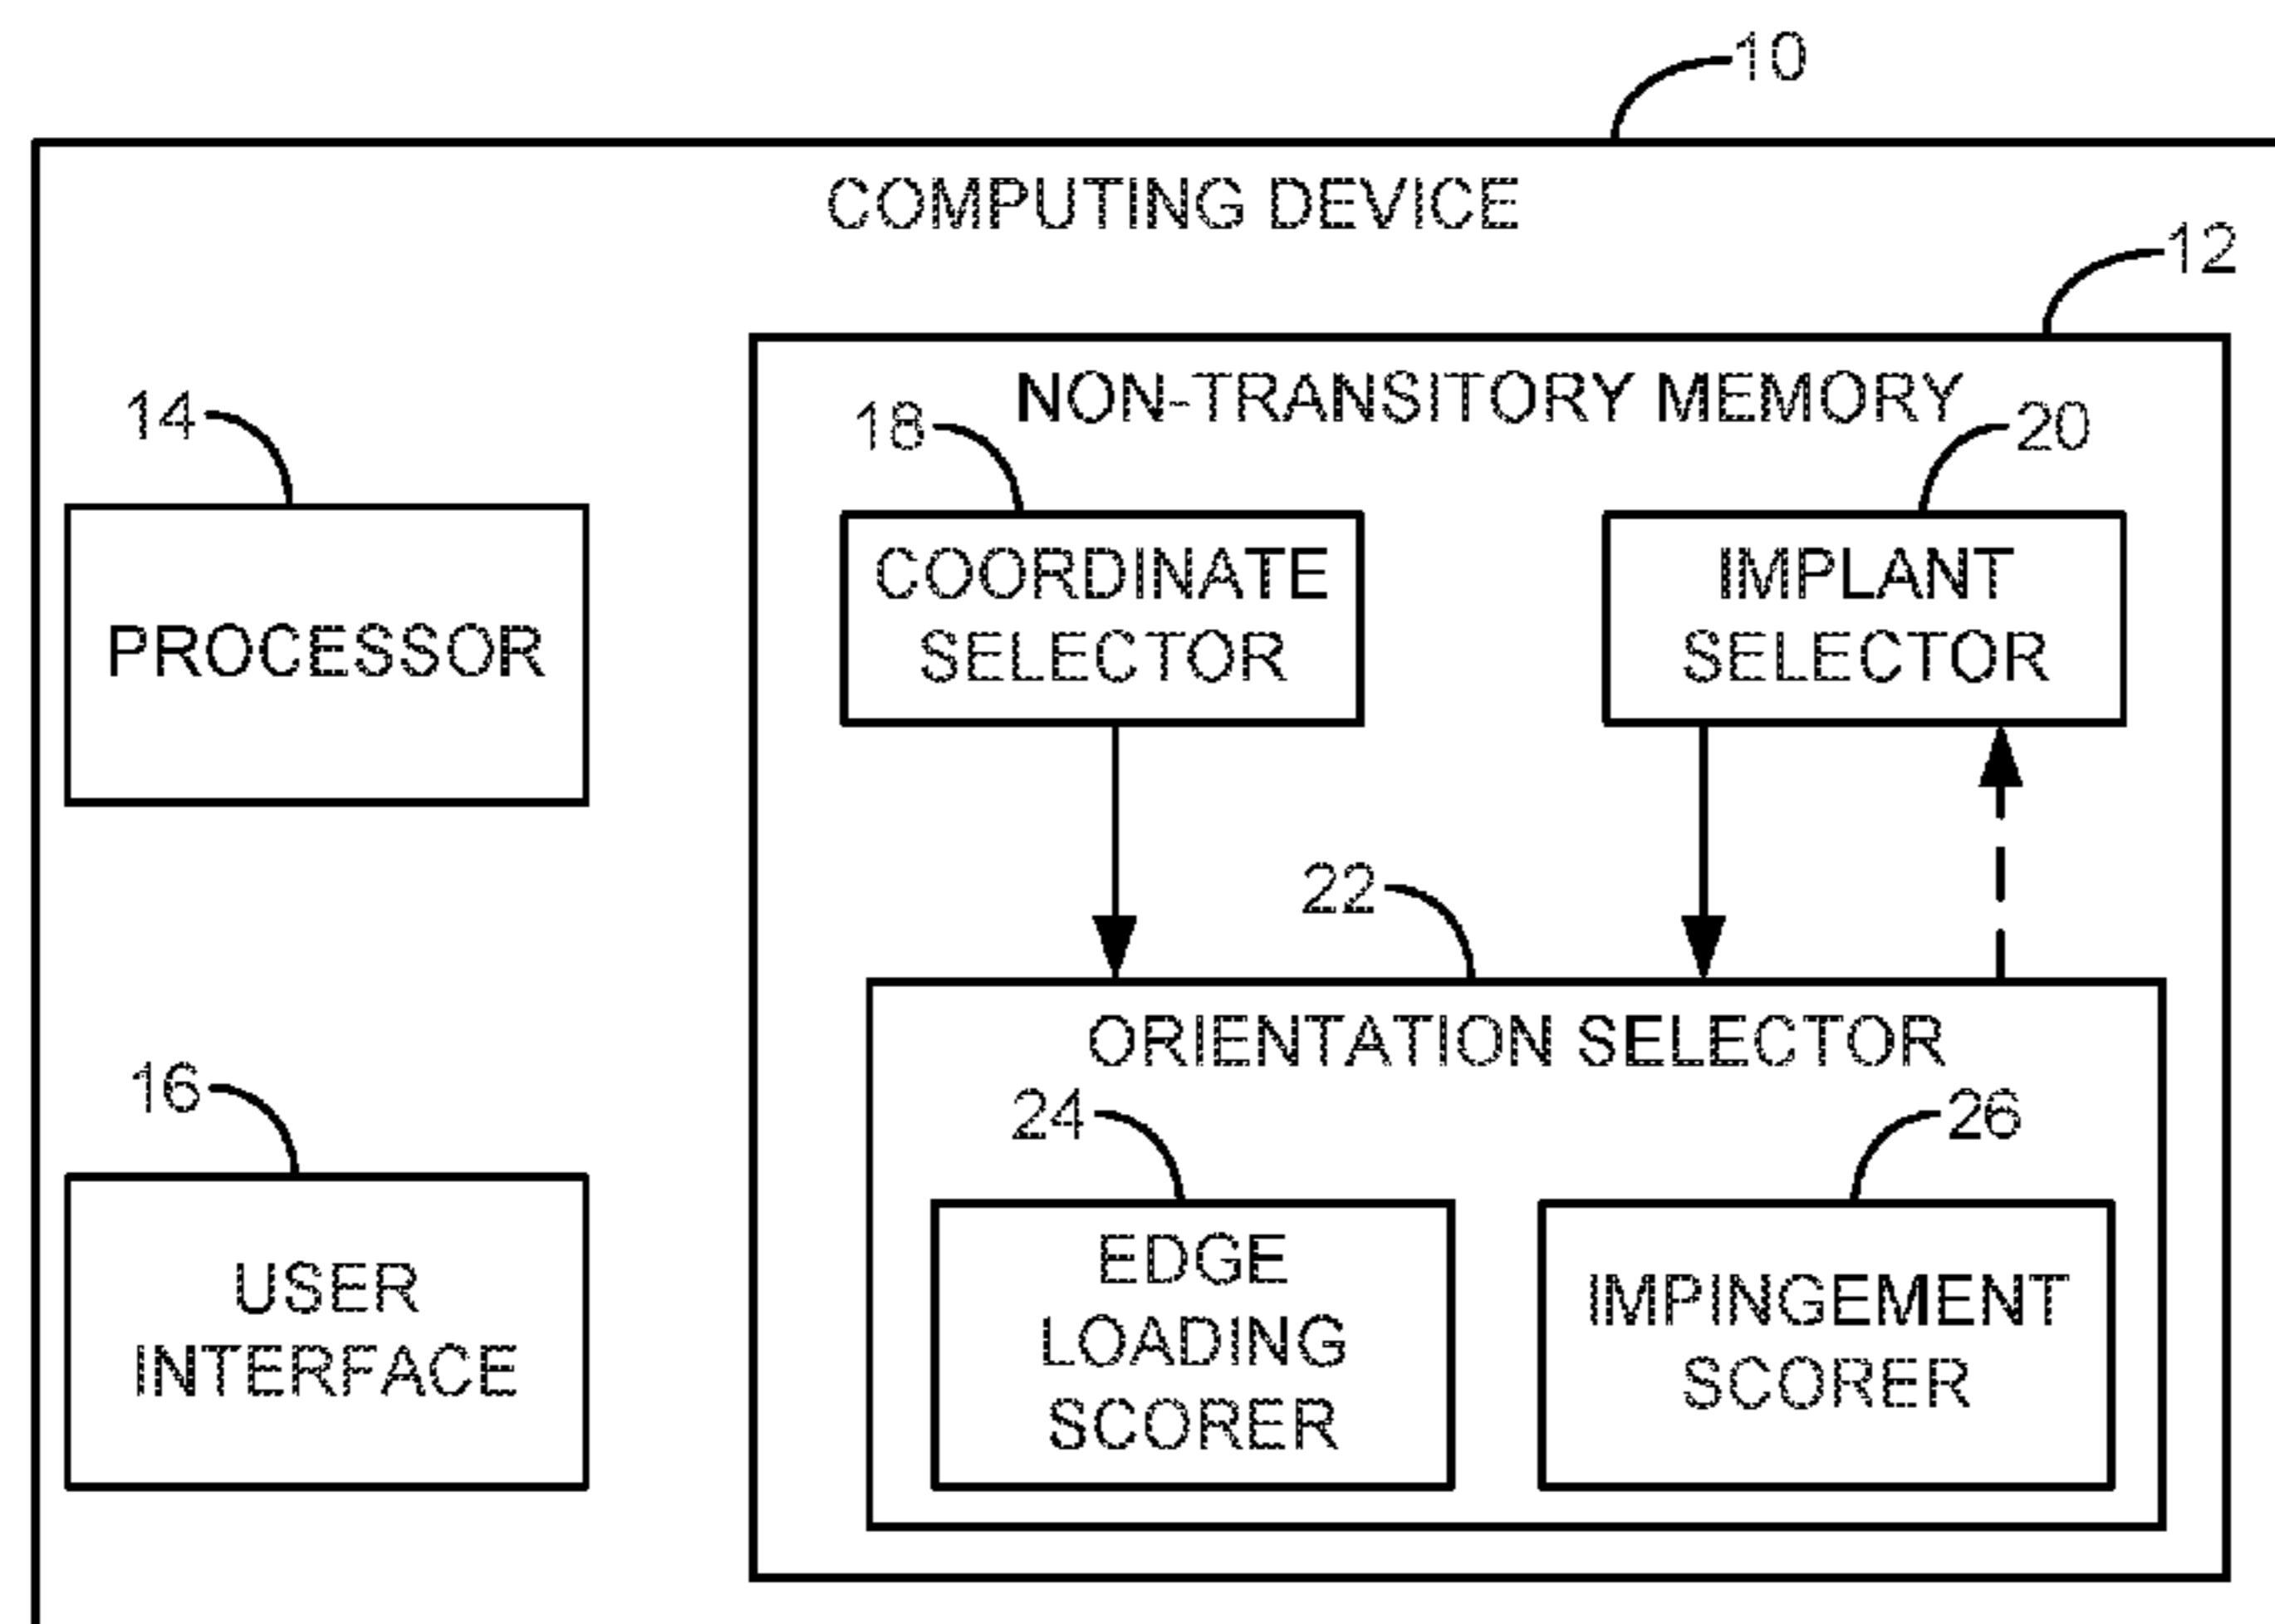 10
COMPUTING DEVICE
12
NON-TRANSITORY MEMORY
14
18
20
PROCESSOR
COORDINATE
SELECTOR
IMPLANT
SELECTOR
22
ORIENTATION SELECTOR
16
24
26
USER
INTERFACE
EDGE
LOADING
SCORER
IMPINGEMENT
SCORER